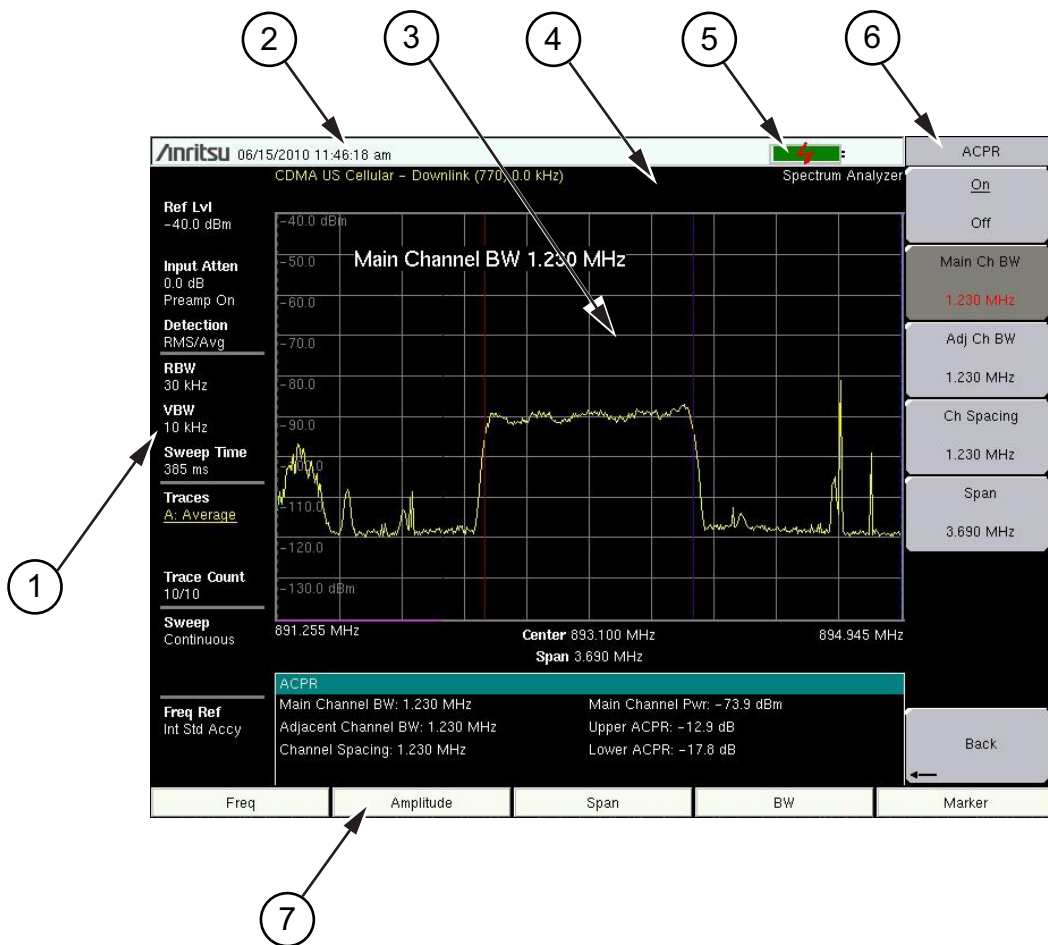 2
3
4
5
6
Anritsu 06/15/2010 11:46:18 am
ACPR
CDMA US Cellular – Downlink (770, 0.0 kHz)
Spectrum Analyzer
On
Off
Ref Lvl
–40.0 dBm
–40.0 dBm
Main Channel BW 1.230 MHz
Input Atten
0.0 dB
Preamp On
–50.0
Main Ch BW
1.230 MHz
–60.0
Detection
RMS/Avg
–70.0
Adj Ch BW
1.230 MHz
RBW
30 kHz
–80.0
VBW
10 kHz
–90.0
Ch Spacing
1.230 MHz
Sweep Time
385 ms
Traces
A: Average
–110.0
Span
3.690 MHz
–120.0
1
Trace Count
10/10
–130.0 dBm
Sweep
Continuous
891.255 MHz
Center 893.100 MHz
894.945 MHz
Span 3.690 MHz
ACPR
Main Channel BW: 1.230 MHz
Main Channel Pwr: –73.9 dBm
Freq Ref
Int Std Accy
Adjacent Channel BW: 1.230 MHz
Upper ACPR: –12.9 dB
Channel Spacing: 1.230 MHz
Lower ACPR: –17.8 dB
Back
Freq
Amplitude
Span
BW
Marker
7